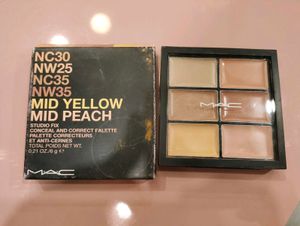 NC30
NW25
NC35
NW35
MID YELLOW
MID PEACH
STUDIO FIX
CONCEAL AND CORRECT PALETTE
PALETTE CORRECTEURS
ET ANTI-CERNES
TOTAL POIDS NET WT.
0.21 OZ./6 g ℮
MAC
MAC